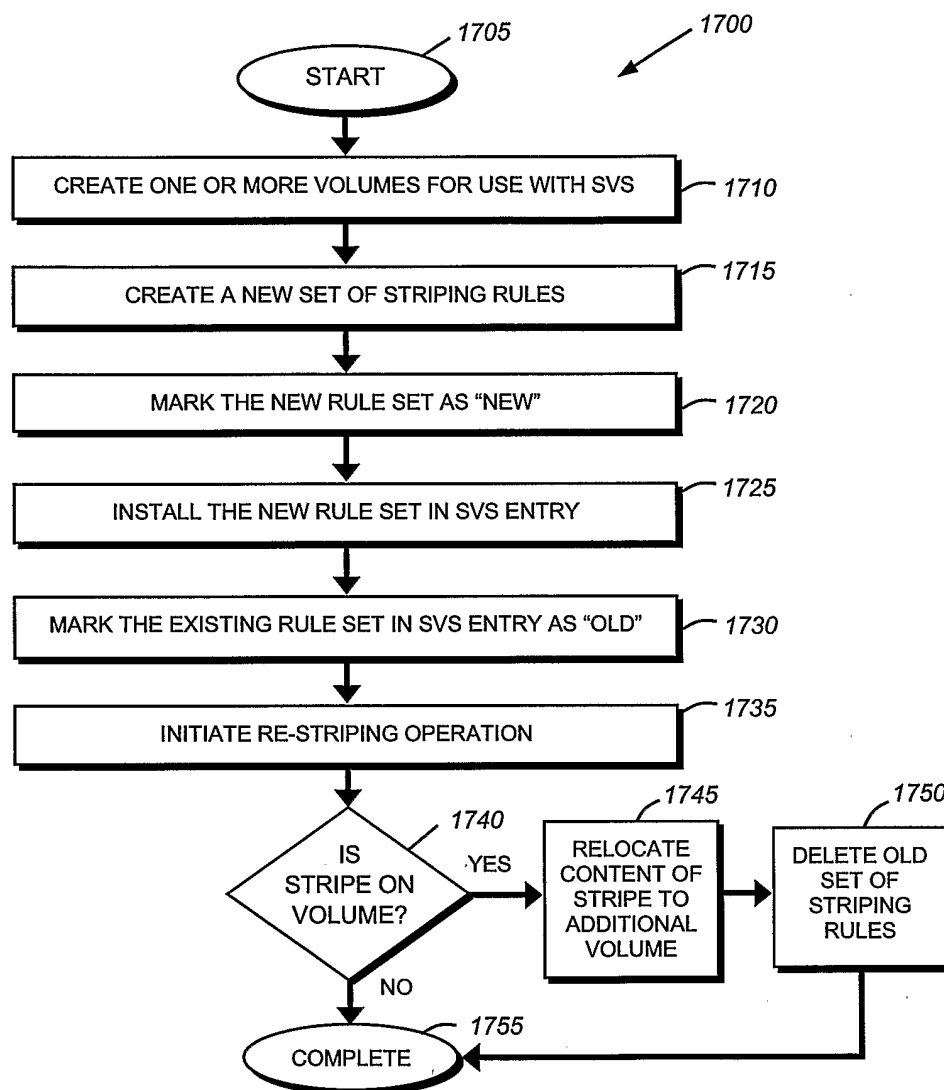 1705
1700
START
CREATE ONE OR MORE VOLUMES FOR USE WITH SVS
1710
CREATE A NEW SET OF STRIPING RULES
1715
MARK THE NEW RULE SET AS "NEW"
1720
INSTALL THE NEW RULE SET IN SVS ENTRY
1725
MARK THE EXISTING RULE SET IN SVS ENTRY AS "OLD"
1730
INITIATE RE-STRIPING OPERATION
1735
IS
STRIPE ON
VOLUME?
1740
YES
NO
1745
RELOCATE
CONTENT OF
STRIPE TO
ADDITIONAL
VOLUME
1750
DELETE OLD
SET OF
STRIPING
RULES
1755
COMPLETE